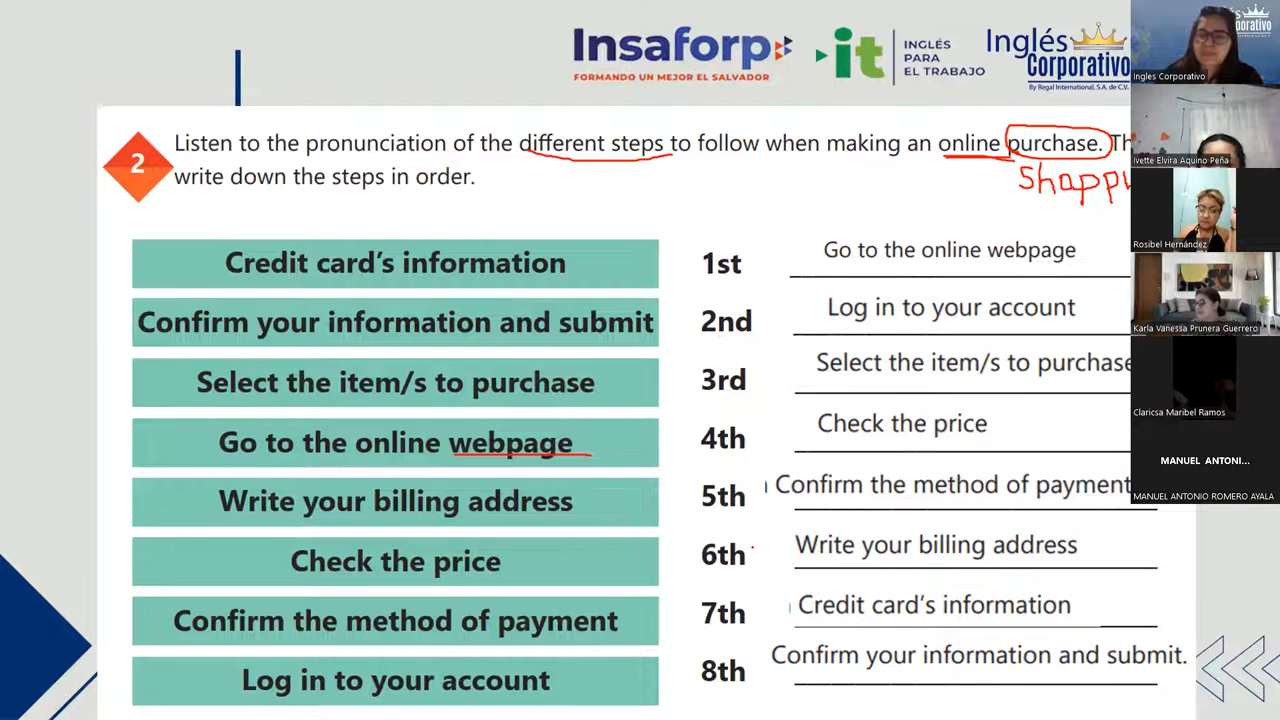 Insaforp
FORMANDO UN MEJOR EL SALVADOR
it
INGLÉS
PARA
EL TRABAJO
Inglés
Corporativo
By Regal International, S.A. de C.V.
2
Listen to the pronunciation of the different steps to follow when making an online purchase. Th
write down the steps in order.
shappi
Credit card's information
Confirm your information and submit
Select the item/s to purchase
Go to the online webpage
Write your billing address
Check the price
Confirm the method of payment
Log in to your account
1st Go to the online webpage
2nd Log in to your account
3rd Select the item/s to purchase
4th Check the price
5th Confirm the method of payment
6th Write your billing address
7th Credit card's information
8th Confirm your information and submit.
Ingles Corporativo
Ivette Elvira Aquino Peña
Rosibel Hernández
Karla Vanessa Prunera Guerrero
Claricsa Maribel Ramos
MANUEL ANTONI...
MANUEL ANTONIO ROMERO AYALA